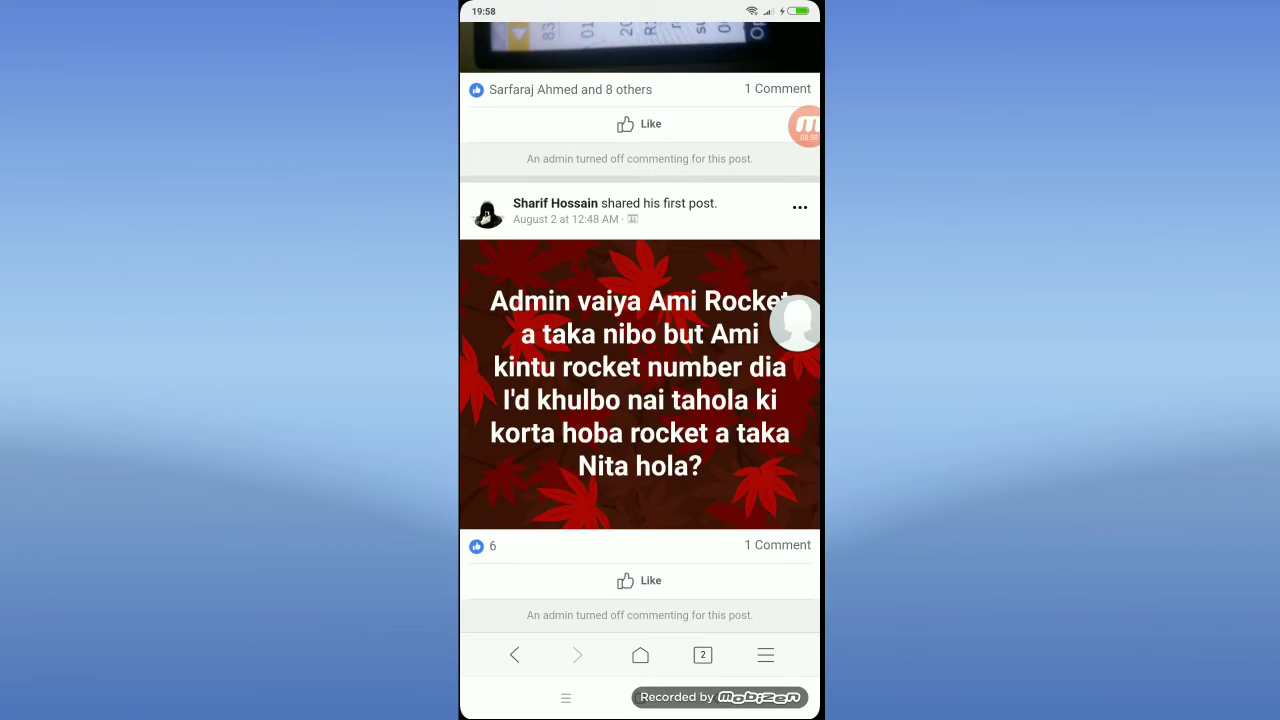 19:58
Sarfaraj Ahmed and 8 others
1 Comment
Like
08:59
An admin turned off commenting for this post.
Sharif Hossain shared his first post.
August 2 at 12:48 AM
Admin vaiya Ami Rocket
a taka nibo but Ami
kintu rocket number dia
I'd khulbo nai tahola ki
korta hoba rocket a taka
Nita hola?
6
1 Comment
Like
An admin turned off commenting for this post.
2
Recorded by mobizen